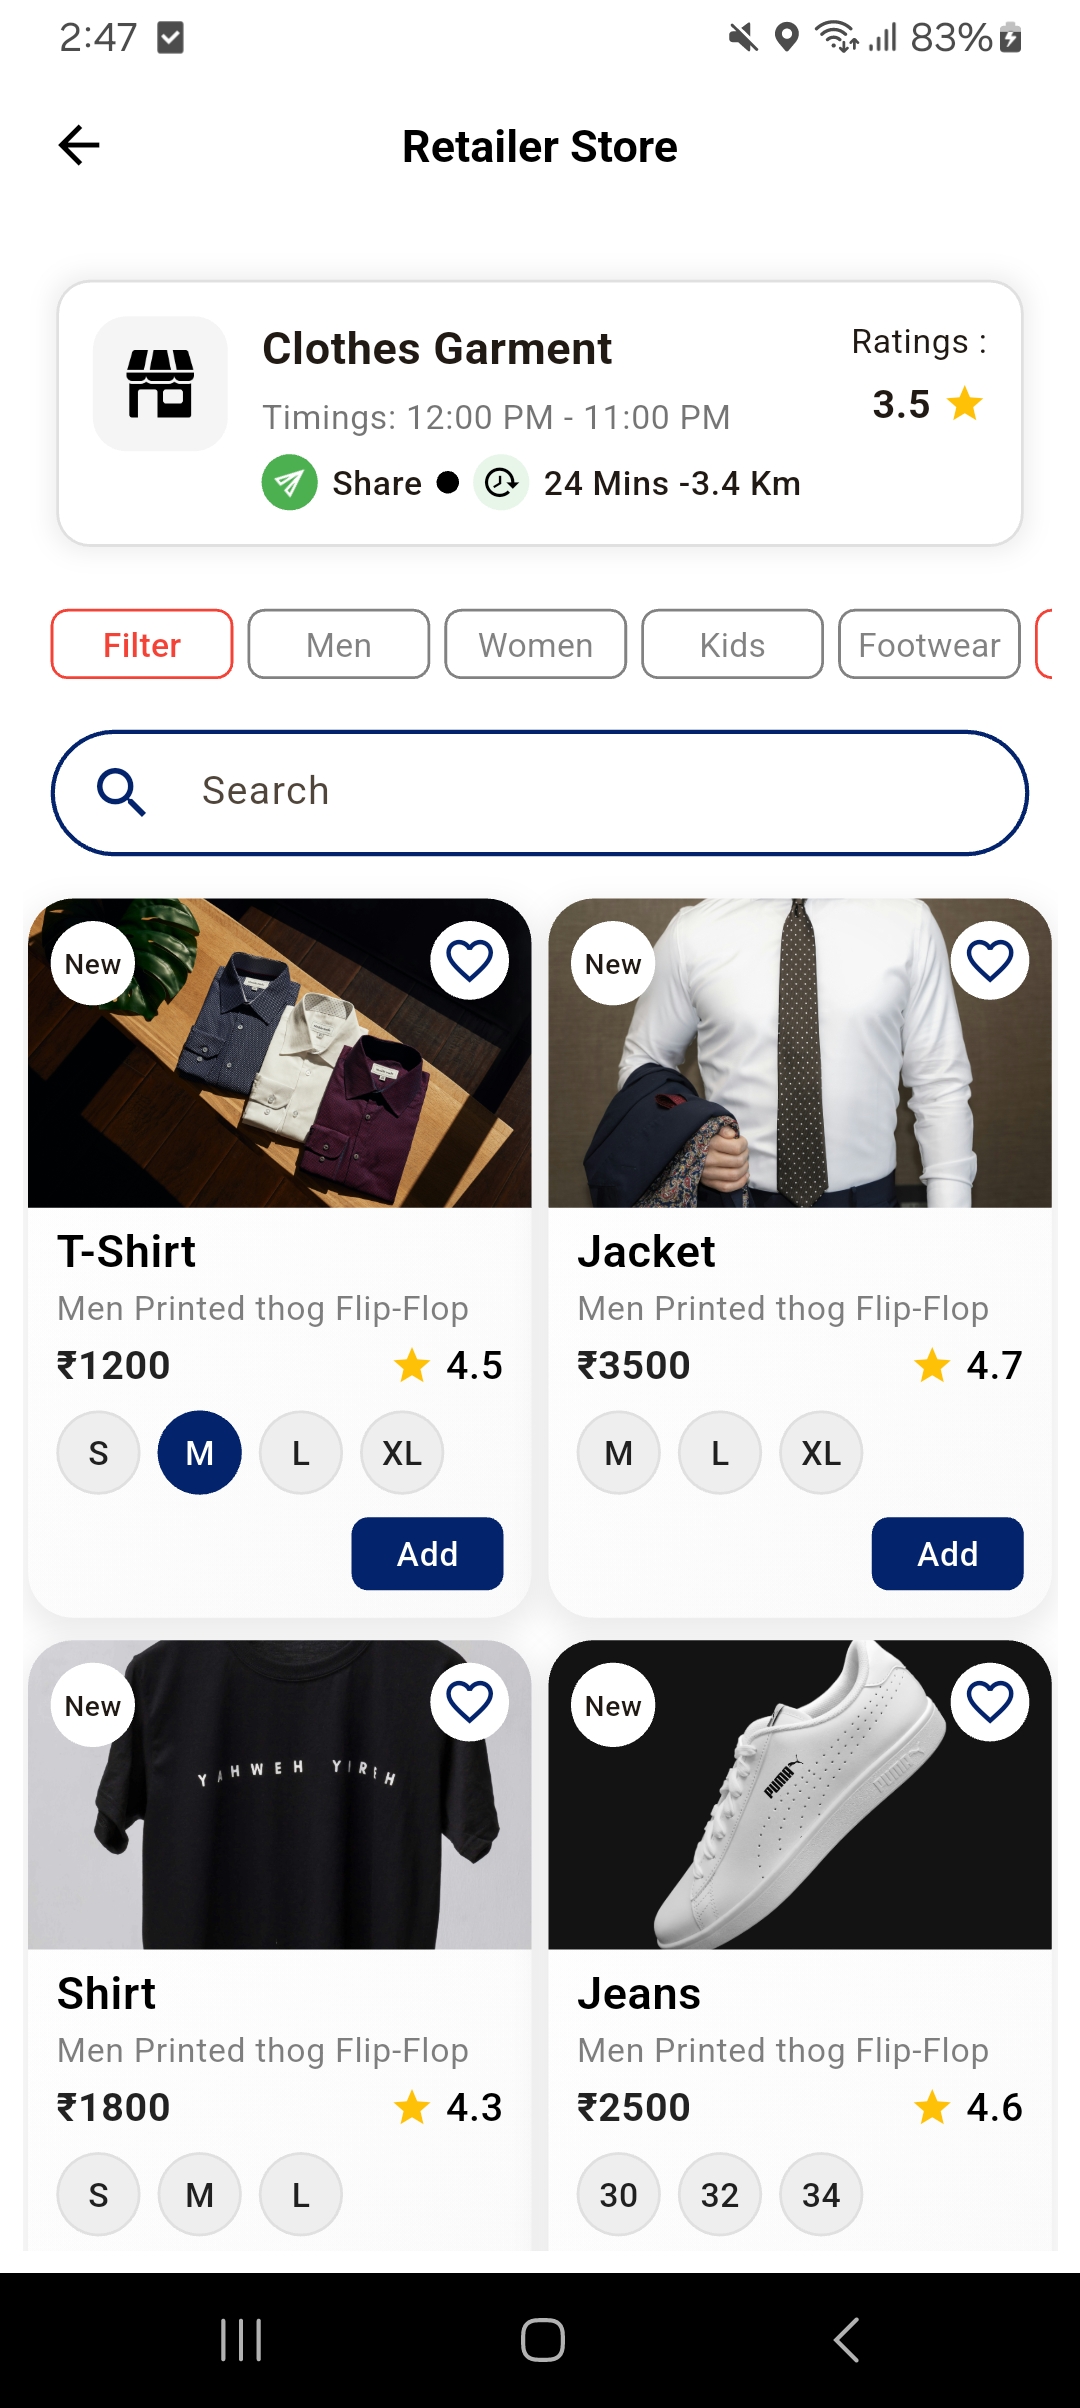 2:47 83%
Retailer Store
Clothes Garment
Ratings :
Timings: 12:00 PM - 11:00 PM
3.5
Share 24 Mins -3.4 Km
Filter Men Women Kids Footwear
Search
New New
T-Shirt Jacket
Men Printed thog Flip-Flop Men Printed thog Flip-Flop
₹1200 4.5 ₹3500 4.7
S M L XL M L XL
Add Add
New New
YAHWEH YIREH
PUMA
PUMA
Shirt Jeans
Men Printed thog Flip-Flop Men Printed thog Flip-Flop
₹1800 4.3 ₹2500 4.6
S M L 30 32 34